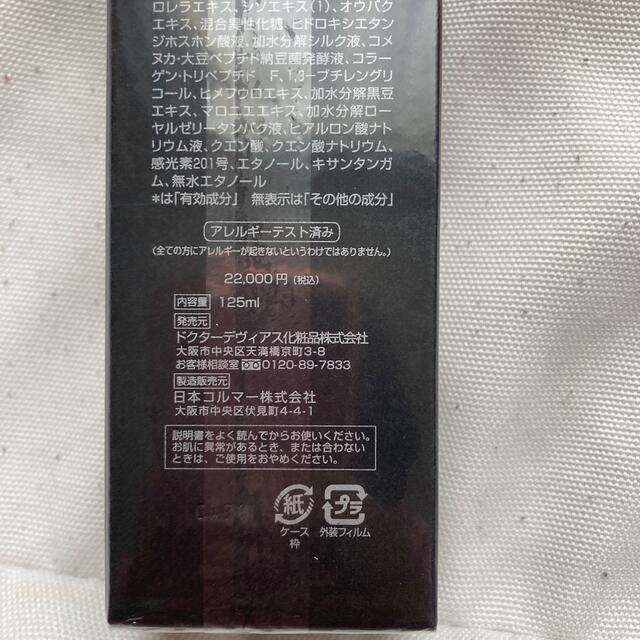 ロレラエキス、シソエキス(1)、オウバク
エキス、混合異性化糖、ヒドロキシエタン
ジホスホン酸液、加水分解シルク液、コメ
ヌカ・大豆ペプチド納豆菌発酵液、コラー
ゲン・トリペプチド F、1,3-ブチレングリ
コール、ヒメフウロエキス、加水分解黒豆
エキス、マロニエエキス、加水分解ロー
ヤルゼリータンパク液、ヒアルロン酸ナト
リウム液、クエン酸、クエン酸ナトリウム、
感光素201号、エタノール、キサンタンガ
ム、無水エタノール
*は「有効成分」 無表示は「その他の成分」
アレルギーテスト済み
(全ての方にアレルギーが起きないというわけではありません。)
22,000円(税込)
内容量 125ml
発売元
ドクターデヴィアス化粧品株式会社
大阪市中央区天満橋京町3-8
お客様相談室 0120-89-7833
製造販売元
日本コルマー株式会社
大阪市中央区伏見町4-4-1
説明書をよく読んでからお使いください。
お肌に異常があるとき、または合わない
ときは、ご使用をおやめください。
紙 プラ
ケース 外装フィルム
枠